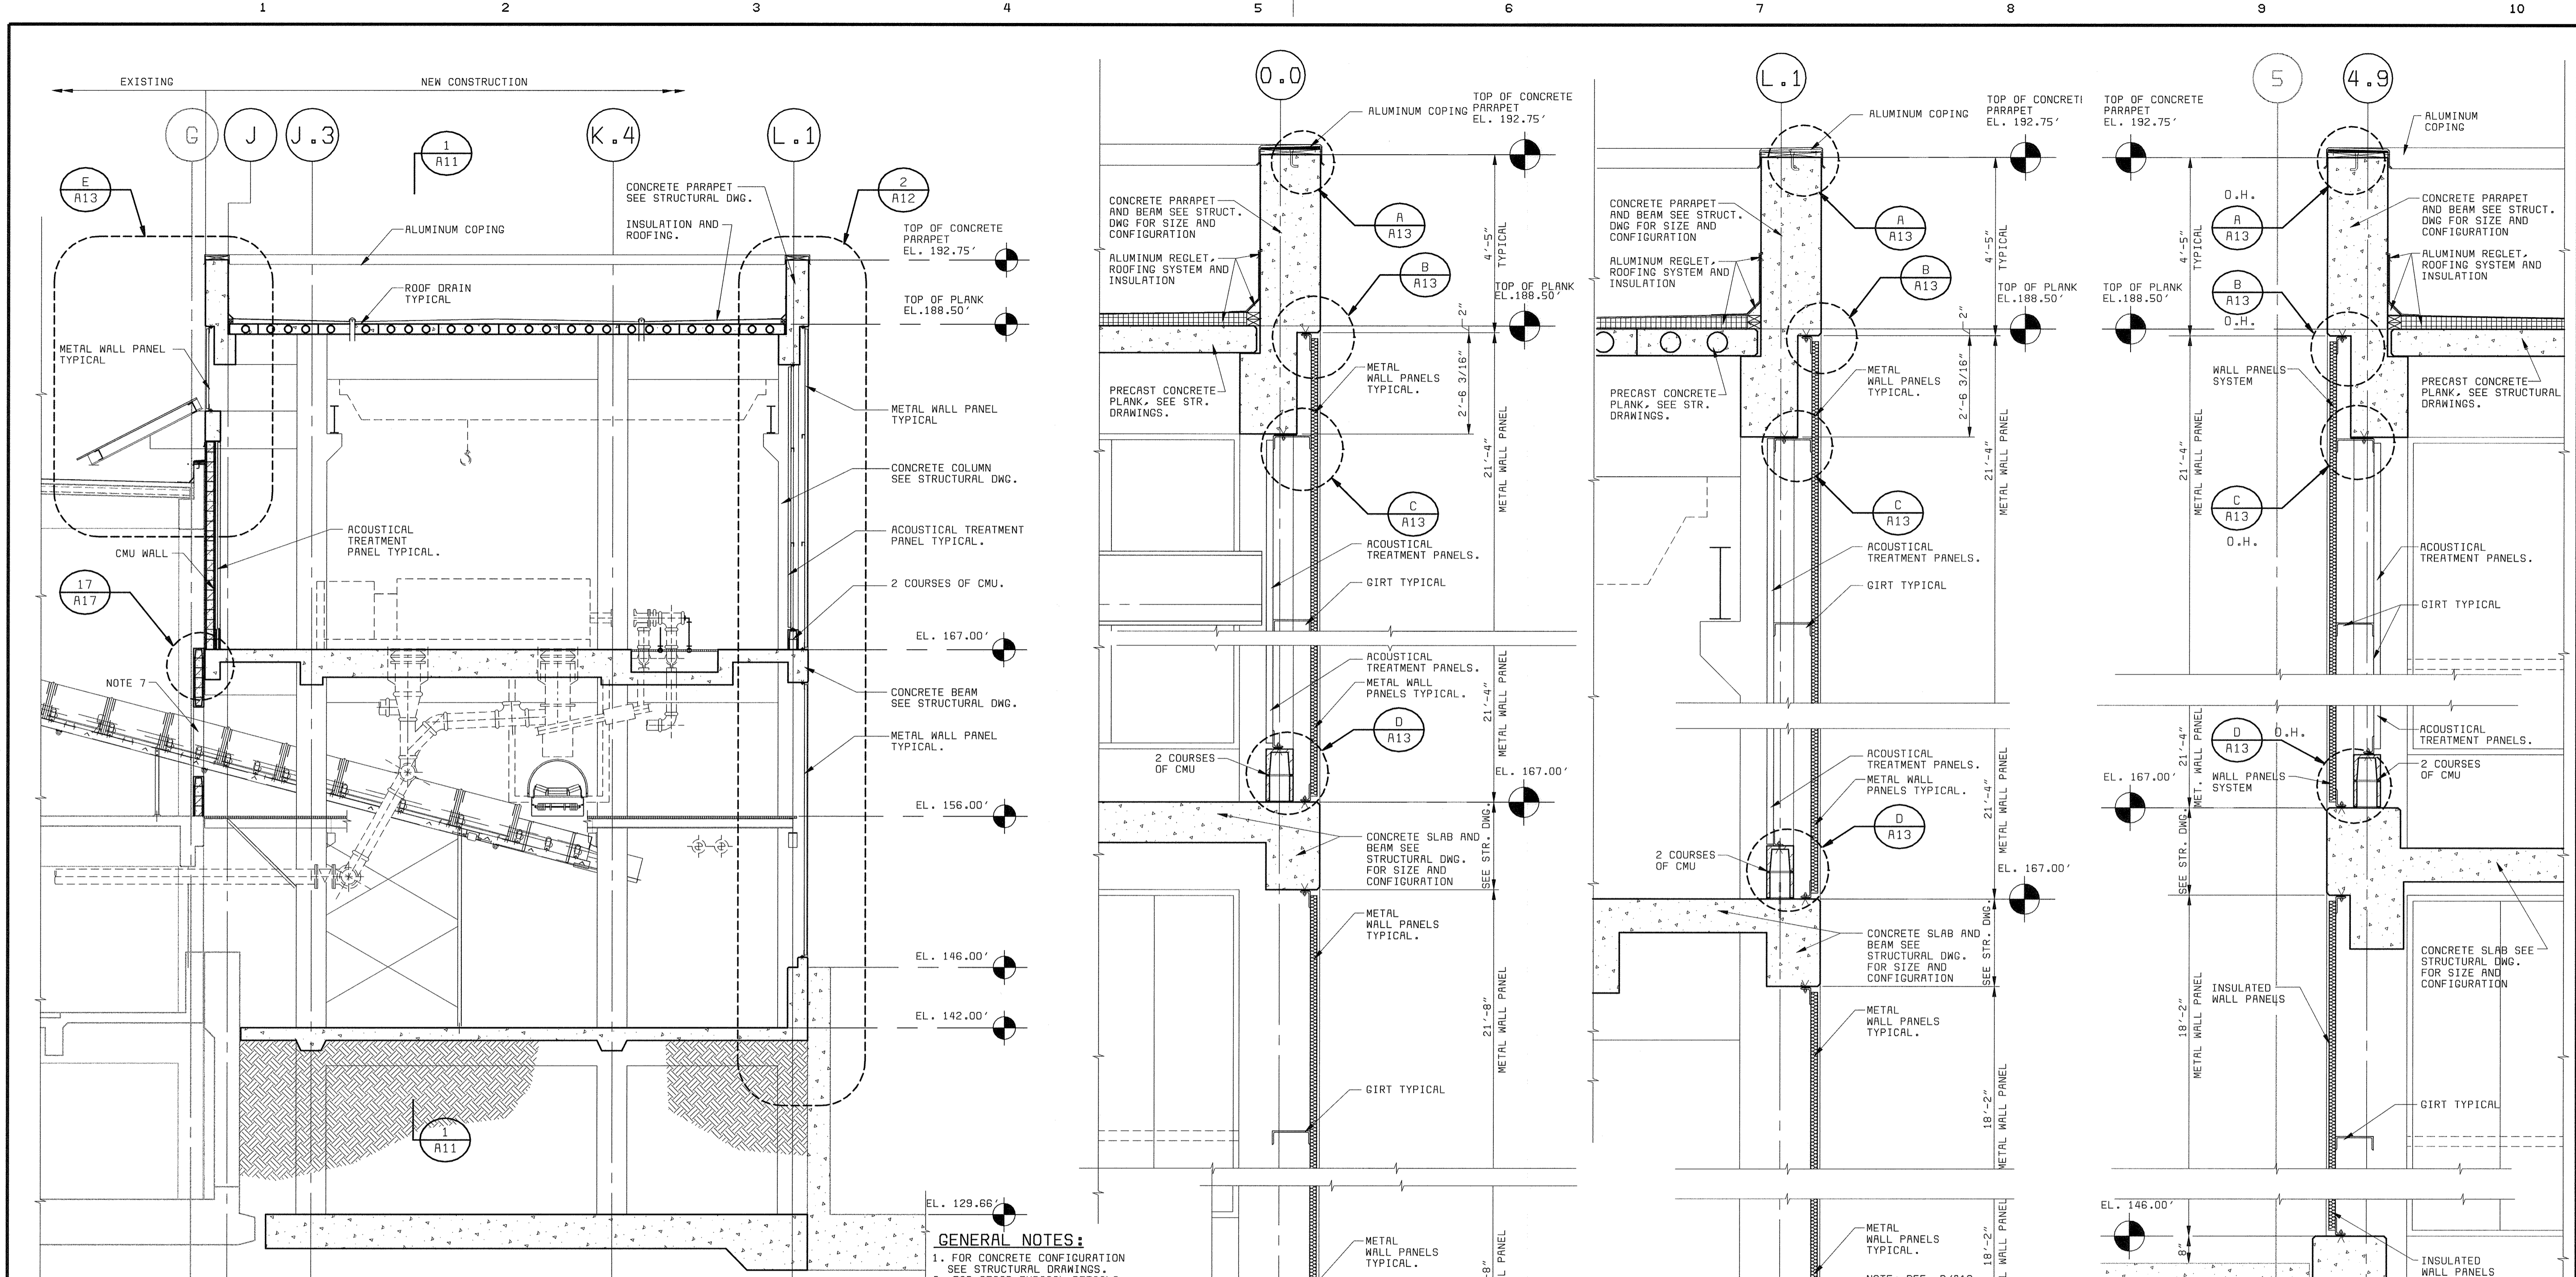 1 2 3 4 5 6 7 8 9 10
EXISTING
NEW CONSTRUCTION
G
J
J.3
K.4
L.1
1
A11
E
A13
2
A12
CONCRETE PARAPET
SEE STRUCTURAL DWG.
INSULATION AND
ROOFING.
ALUMINUM COPING
TOP OF CONCRETE
PARAPET
EL. 192.75'
ROOF DRAIN
TYPICAL
TOP OF PLANK
EL.188.50'
METAL WALL PANEL
TYPICAL
METAL WALL PANEL
TYPICAL
CONCRETE COLUMN
SEE STRUCTURAL DWG.
ACOUSTICAL
TREATMENT
PANEL TYPICAL.
ACOUSTICAL TREATMENT
PANEL TYPICAL.
CMU WALL
17
A17
2 COURSES OF CMU.
EL. 167.00'
NOTE 7
CONCRETE BEAM
SEE STRUCTURAL DWG.
METAL WALL PANEL
TYPICAL.
EL. 156.00'
EL. 146.00'
EL. 142.00'
1
A11
EL. 129.66'
GENERAL NOTES:
1. FOR CONCRETE CONFIGURATION
SEE STRUCTURAL DRAWINGS.
0.0
ALUMINUM COPING
TOP OF CONCRETE
PARAPET
EL. 192.75'
CONCRETE PARAPET
AND BEAM SEE STRUCT.
DWG FOR SIZE AND
CONFIGURATION
A
A13
4'-5"
TYPICAL
ALUMINUM REGLET,
ROOFING SYSTEM AND
INSULATION
B
A13
TOP OF PLANK
EL.188.50'
2"
2'-6 3/16"
METAL
WALL PANELS
TYPICAL.
PRECAST CONCRETE
PLANK, SEE STR.
DRAWINGS.
21'-4"
METAL WALL PANEL
C
A13
ACOUSTICAL
TREATMENT PANELS.
GIRT TYPICAL
ACOUSTICAL
TREATMENT PANELS.
METAL WALL
PANELS TYPICAL.
21'-4"
METAL WALL PANEL
D
A13
2 COURSES
OF CMU
EL. 167.00'
CONCRETE SLAB AND
BEAM SEE
STRUCTURAL DWG.
FOR SIZE AND
CONFIGURATION
SEE STR. DWG.
METAL
WALL PANELS
TYPICAL.
21'-8"
METAL WALL PANEL
GIRT TYPICAL
METAL
WALL PANELS
TYPICAL.
L.1
ALUMINUM COPING
TOP OF CONCRETE
PARAPET
EL. 192.75'
CONCRETE PARAPET
AND BEAM SEE STRUCT.
DWG FOR SIZE AND
CONFIGURATION
A
A13
4'-5"
TYPICAL
ALUMINUM REGLET,
ROOFING SYSTEM AND
INSULATION
B
A13
TOP OF PLANK
EL.188.50'
2"
2'-6 3/16"
METAL
WALL PANELS
TYPICAL.
PRECAST CONCRETE
PLANK, SEE STR.
DRAWINGS.
21'-4"
METAL WALL PANEL
C
A13
ACOUSTICAL
TREATMENT PANELS.
GIRT TYPICAL
ACOUSTICAL
TREATMENT PANELS.
METAL WALL
PANELS TYPICAL.
21'-4"
METAL WALL PANEL
D
A13
2 COURSES
OF CMU
EL. 167.00'
CONCRETE SLAB AND
BEAM SEE
STRUCTURAL DWG.
FOR SIZE AND
CONFIGURATION
SEE STR. DWG.
METAL
WALL PANELS
TYPICAL.
18'-2"
METAL WALL PANEL
METAL
WALL PANELS
TYPICAL.
18'-2"
WALL PANEL
5
4.9
TOP OF CONCRETE
PARAPET
EL. 192.75'
ALUMINUM
COPING
O.H.
A
A13
4'-5"
TYPICAL
CONCRETE PARAPET
AND BEAM SEE STRUCT.
DWG FOR SIZE AND
CONFIGURATION
ALUMINUM REGLET,
ROOFING SYSTEM AND
INSULATION
TOP OF PLANK
EL.188.50'
B
A13
O.H.
WALL PANELS
SYSTEM
PRECAST CONCRETE
PLANK, SEE STRUCTURAL
DRAWINGS.
21'-4"
METAL WALL PANEL
C
A13
O.H.
ACOUSTICAL
TREATMENT PANELS.
GIRT TYPICAL
ACOUSTICAL
TREATMENT PANELS.
D
A13
O.H.
21'-4"
MET. WALL PANEL
EL. 167.00'
WALL PANELS
SYSTEM
2 COURSES
OF CMU
SEE STR. DWG.
CONCRETE SLAB SEE
STRUCTURAL DWG.
FOR SIZE AND
CONFIGURATION
INSULATED
WALL PANELS
18'-2"
METAL WALL PANEL
GIRT TYPICAL
EL. 146.00'
8"
INSULATED
WALL PANELS